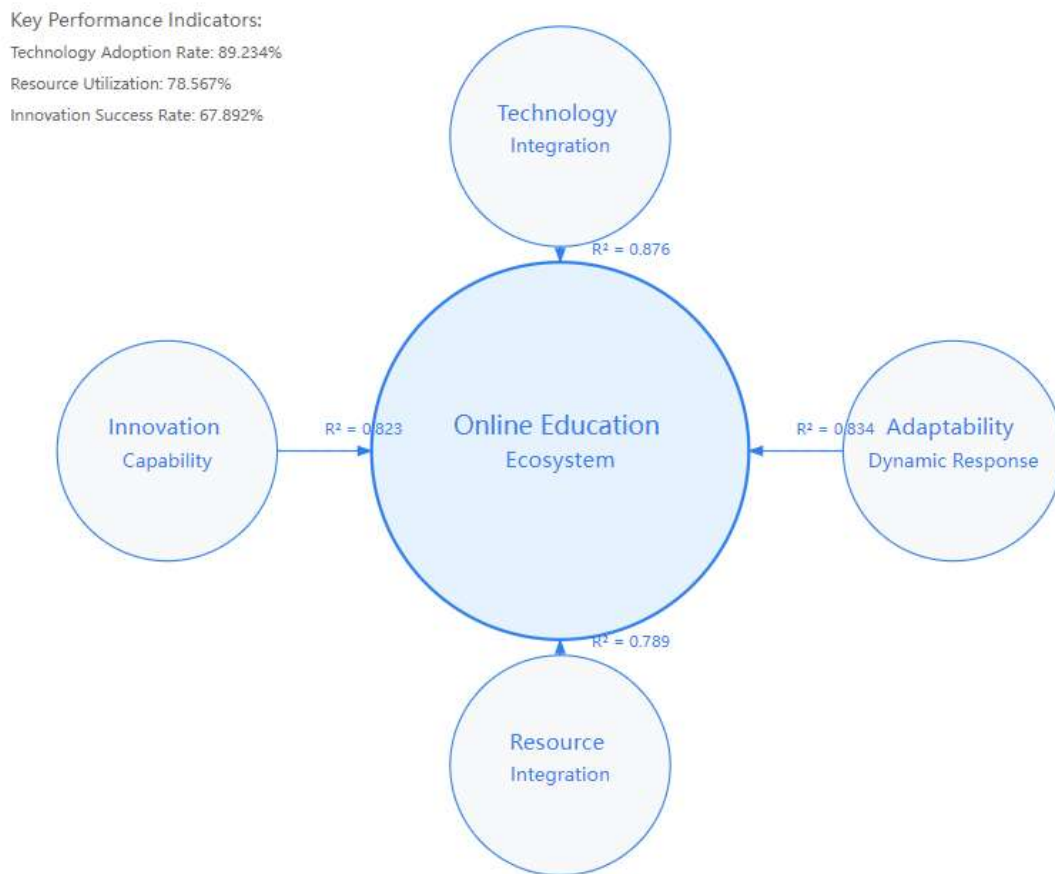 Key Performance Indicators:
Technology Adoption Rate: 89.234%
Resource Utilization: 78.567%
Innovation Success Rate: 67.892%
Technology
Integration
R² = 0.876
Innovation
Capability
R² = 0.823
Online Education
Ecosystem
R² = 0.834
Adaptability
Dynamic Response
R² = 0.789
Resource
Integration